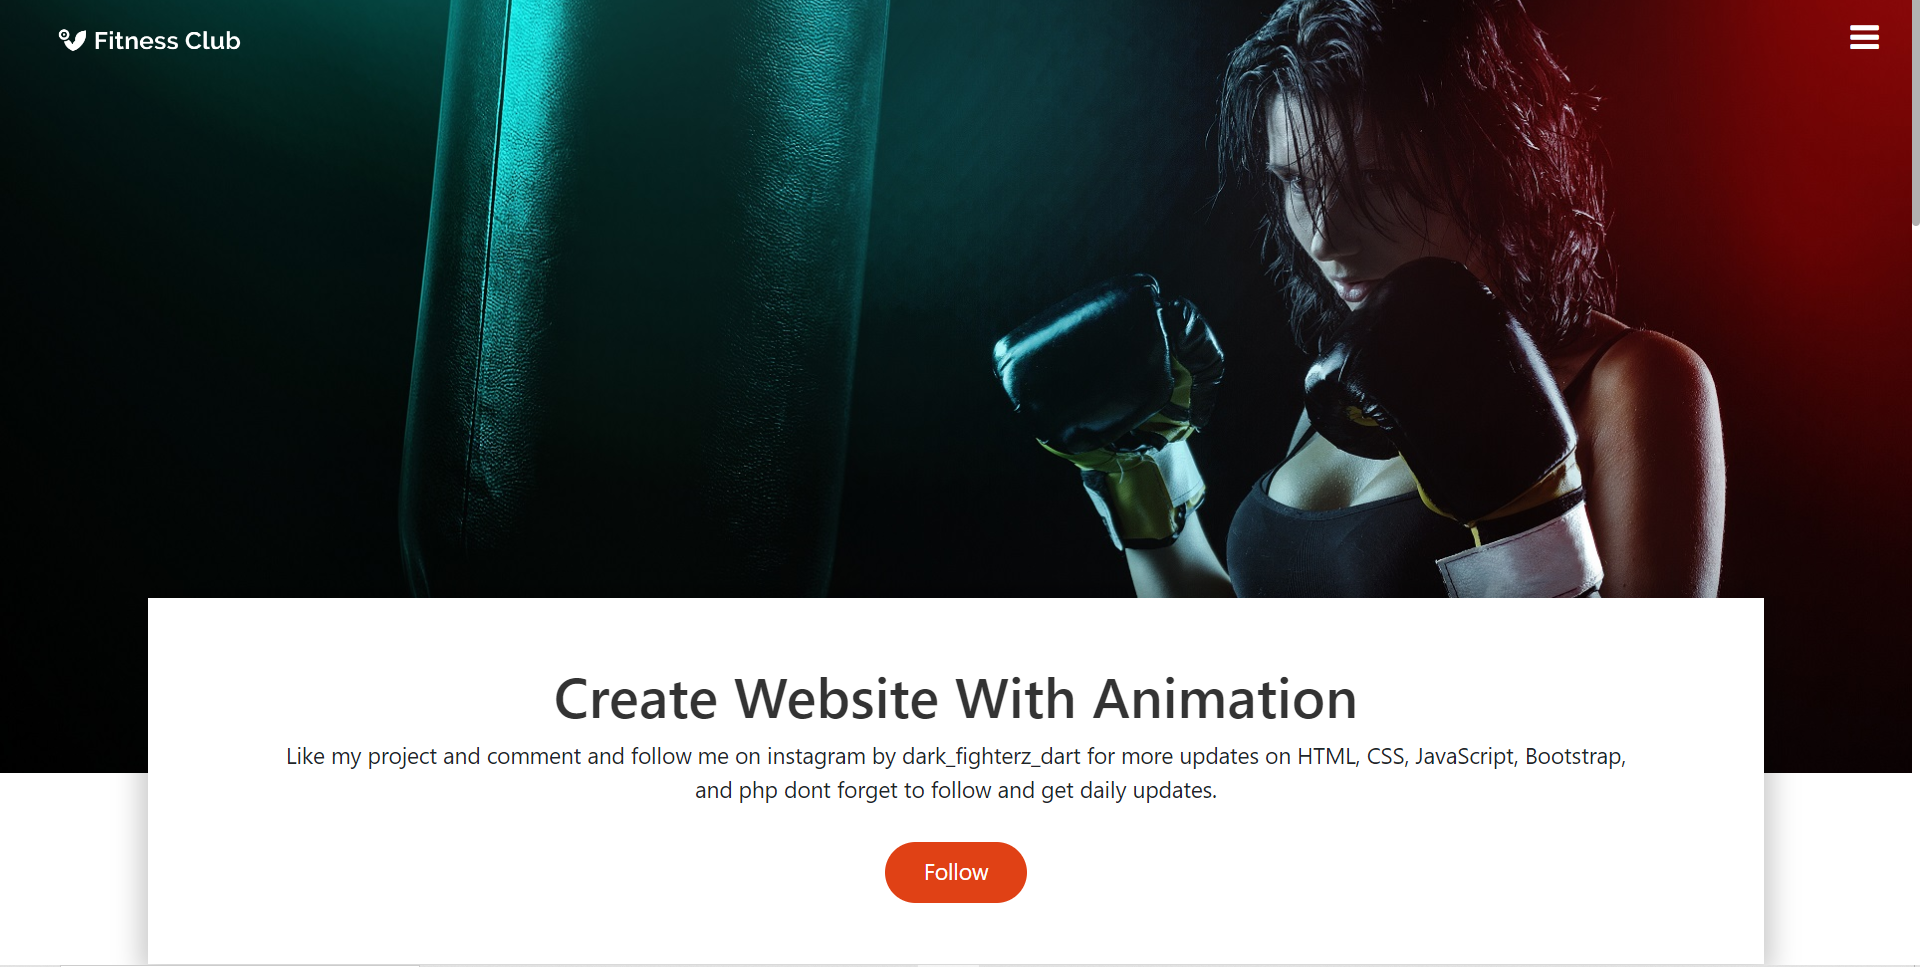 Fitness Club
Create Website With Animation
Like my project and comment and follow me on instagram by dark_fighterz_dart for more updates on HTML, CSS, JavaScript, Bootstrap,
and php dont forget to follow and get daily updates.
Follow